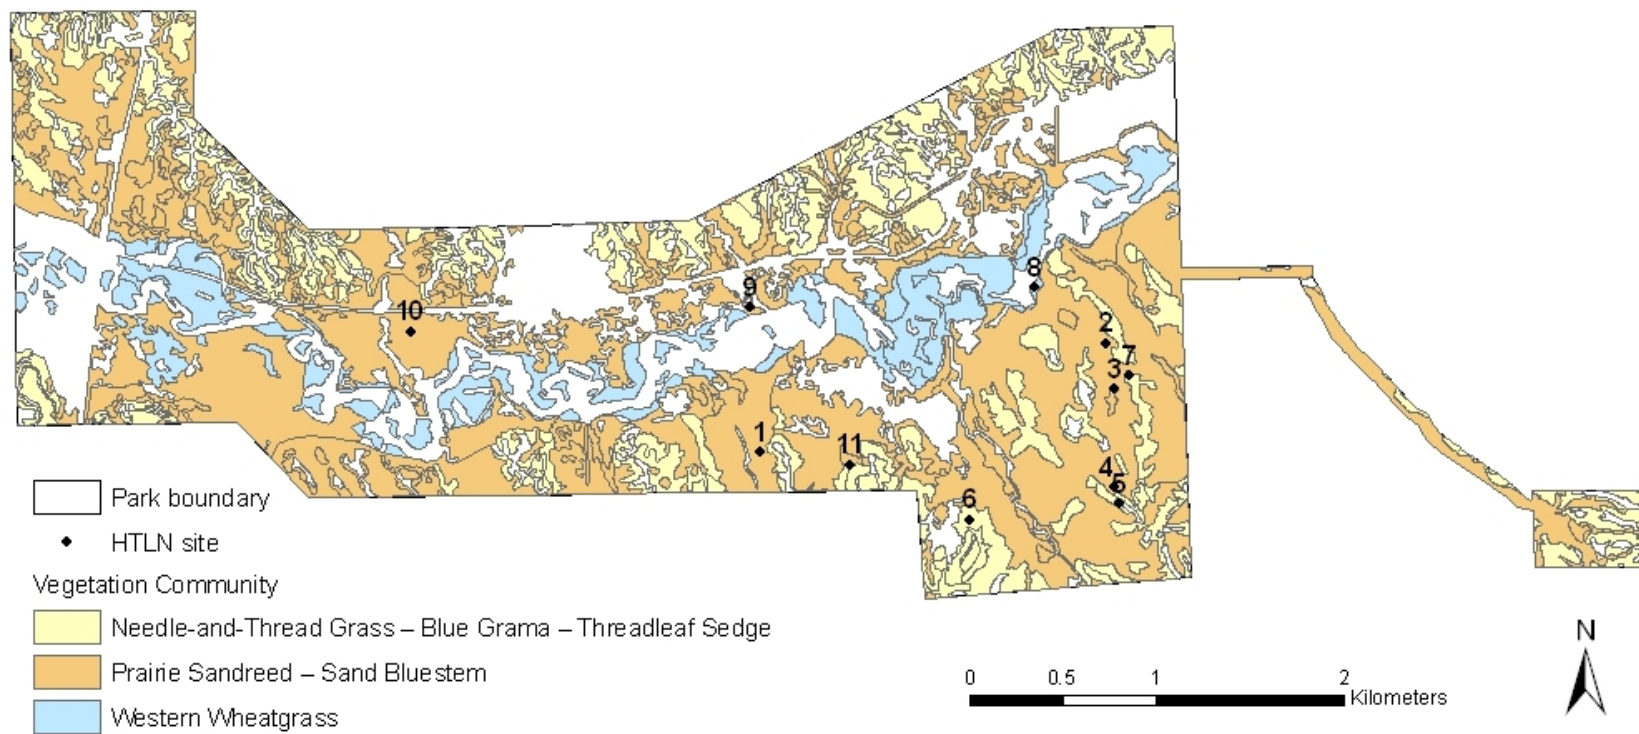 10
9
8
2
7
3
1
11
4
5
6
Park boundary
HTLN site
Vegetation Community
Needle-and-Thread Grass – Blue Grama – Threadleaf Sedge
Prairie Sandreed – Sand Bluestem
Western Wheatgrass
0 0.5 1 2
Kilometers
N